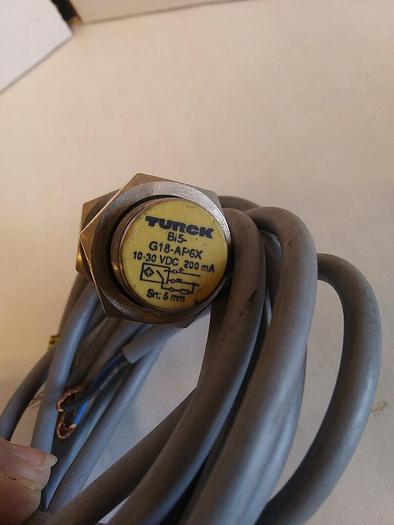 TURCK
Bi5-
G18-AP6X
10-30 VDC 200 mA
Sn: 5 mm